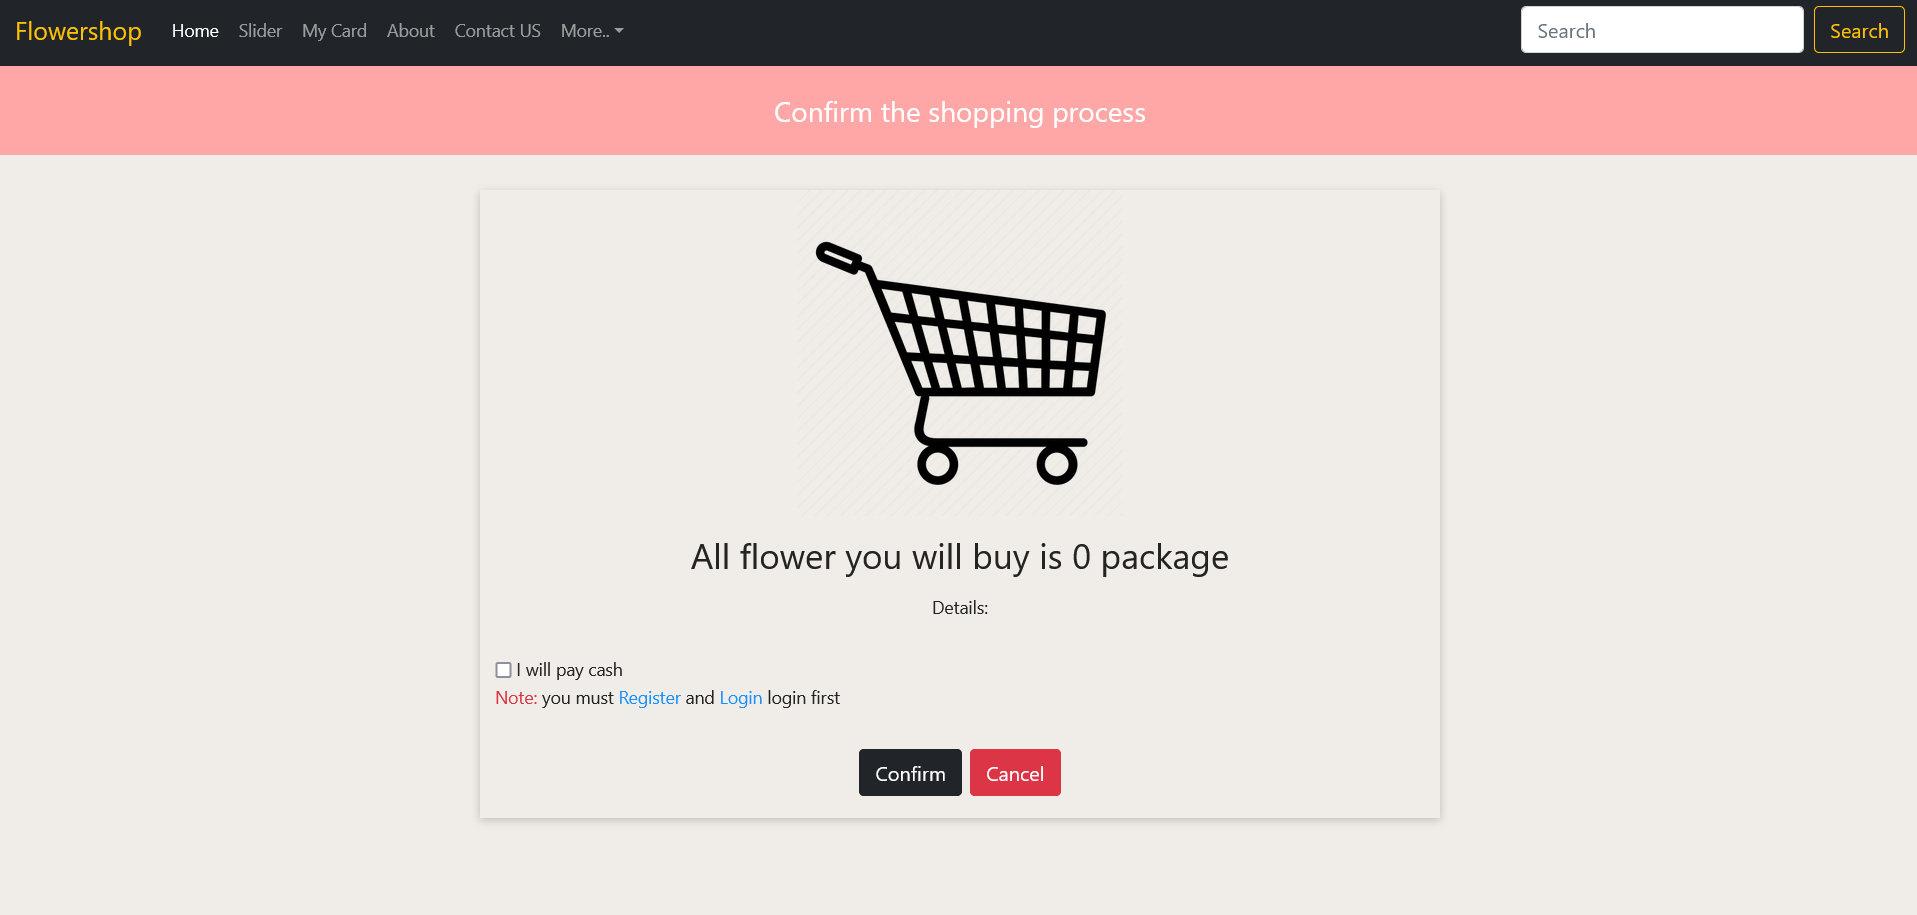 Flowershop Home Slider My Card About Contact US More.. Search Search
Confirm the shopping process
All flower you will buy is 0 package
Details:
I will pay cash
Note: you must Register and Login login first
Confirm Cancel